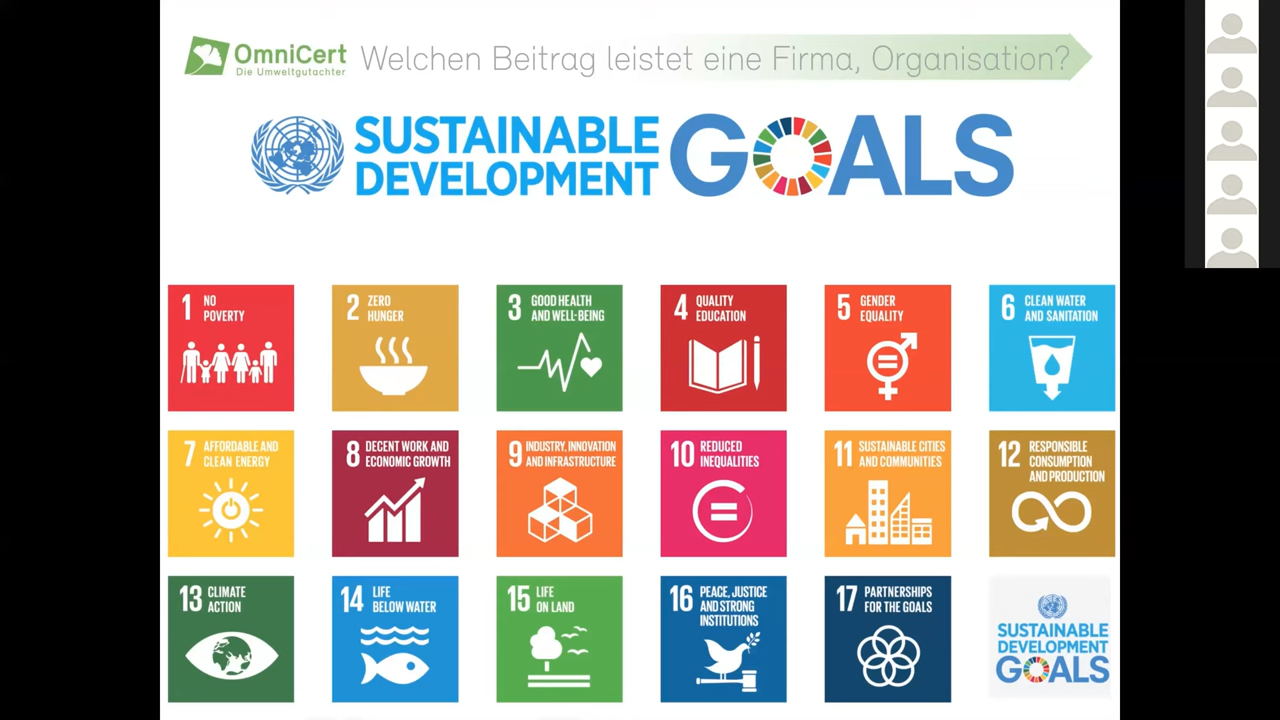 OmniCert
Die Umweltgutachter
Welchen Beitrag leistet eine Firma, Organisation?
SUSTAINABLE
DEVELOPMENT
GOALS
1 NO
POVERTY
2 ZERO
HUNGER
3 GOOD HEALTH
AND WELL-BEING
4 QUALITY
EDUCATION
5 GENDER
EQUALITY
6 CLEAN WATER
AND SANITATION
7 AFFORDABLE AND
CLEAN ENERGY
8 DECENT WORK AND
ECONOMIC GROWTH
9 INDUSTRY, INNOVATION
AND INFRASTRUCTURE
10 REDUCED
INEQUALITIES
11 SUSTAINABLE CITIES
AND COMMUNITIES
12 RESPONSIBLE
CONSUMPTION
AND PRODUCTION
13 CLIMATE
ACTION
14 LIFE
BELOW WATER
15 LIFE
ON LAND
16 PEACE, JUSTICE
AND STRONG
INSTITUTIONS
17 PARTNERSHIPS
FOR THE GOALS
SUSTAINABLE
DEVELOPMENT
GOALS